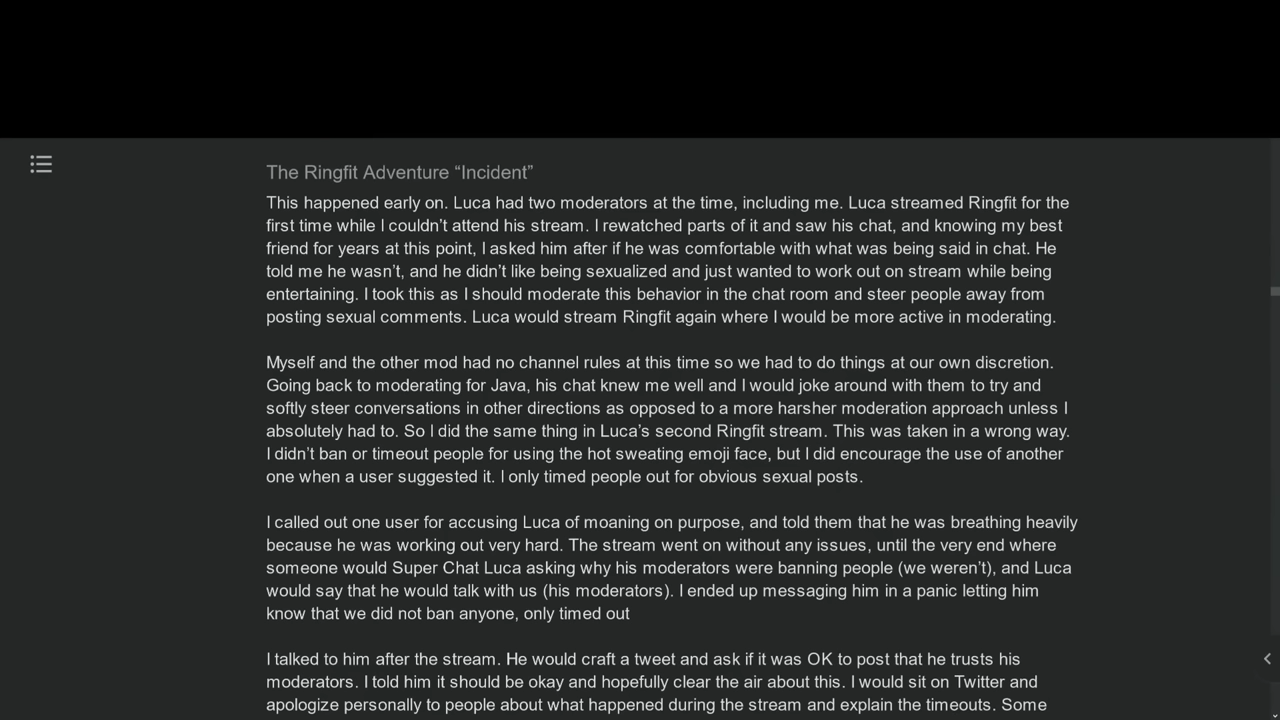 The Ringfit Adventure “Incident”
This happened early on. Luca had two moderators at the time, including me. Luca streamed Ringfit for the
first time while I couldn’t attend his stream. I rewatched parts of it and saw his chat, and knowing my best
friend for years at this point, I asked him after if he was comfortable with what was being said in chat. He
told me he wasn’t, and he didn’t like being sexualized and just wanted to work out on stream while being
entertaining. I took this as I should moderate this behavior in the chat room and steer people away from
posting sexual comments. Luca would stream Ringfit again where I would be more active in moderating.
Myself and the other mod had no channel rules at this time so we had to do things at our own discretion.
Going back to moderating for Java, his chat knew me well and I would joke around with them to try and
softly steer conversations in other directions as opposed to a more harsher moderation approach unless I
absolutely had to. So I did the same thing in Luca’s second Ringfit stream. This was taken in a wrong way.
I didn’t ban or timeout people for using the hot sweating emoji face, but I did encourage the use of another
one when a user suggested it. I only timed people out for obvious sexual posts.
I called out one user for accusing Luca of moaning on purpose, and told them that he was breathing heavily
because he was working out very hard. The stream went on without any issues, until the very end where
someone would Super Chat Luca asking why his moderators were banning people (we weren’t), and Luca
would say that he would talk with us (his moderators). I ended up messaging him in a panic letting him
know that we did not ban anyone, only timed out
I talked to him after the stream. He would craft a tweet and ask if it was OK to post that he trusts his
moderators. I told him it should be okay and hopefully clear the air about this. I would sit on Twitter and
apologize personally to people about what happened during the stream and explain the timeouts. Some